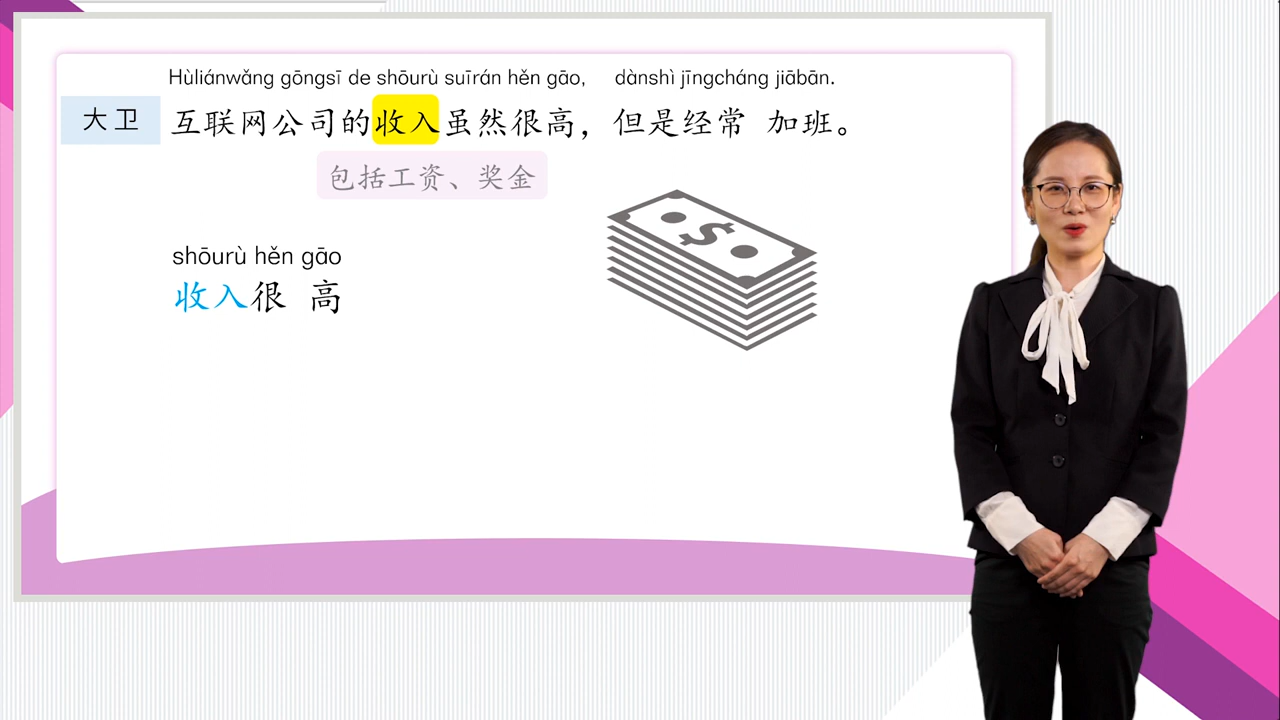 Hùliánwǎng gōngsī de shōurù suīrán hěn gāo, dànshì jīngcháng jiābān.
大卫 互联网公司的收入虽然很高，但是经常 加班。
包括工资、奖金
shōurù hěn gāo
收入很 高